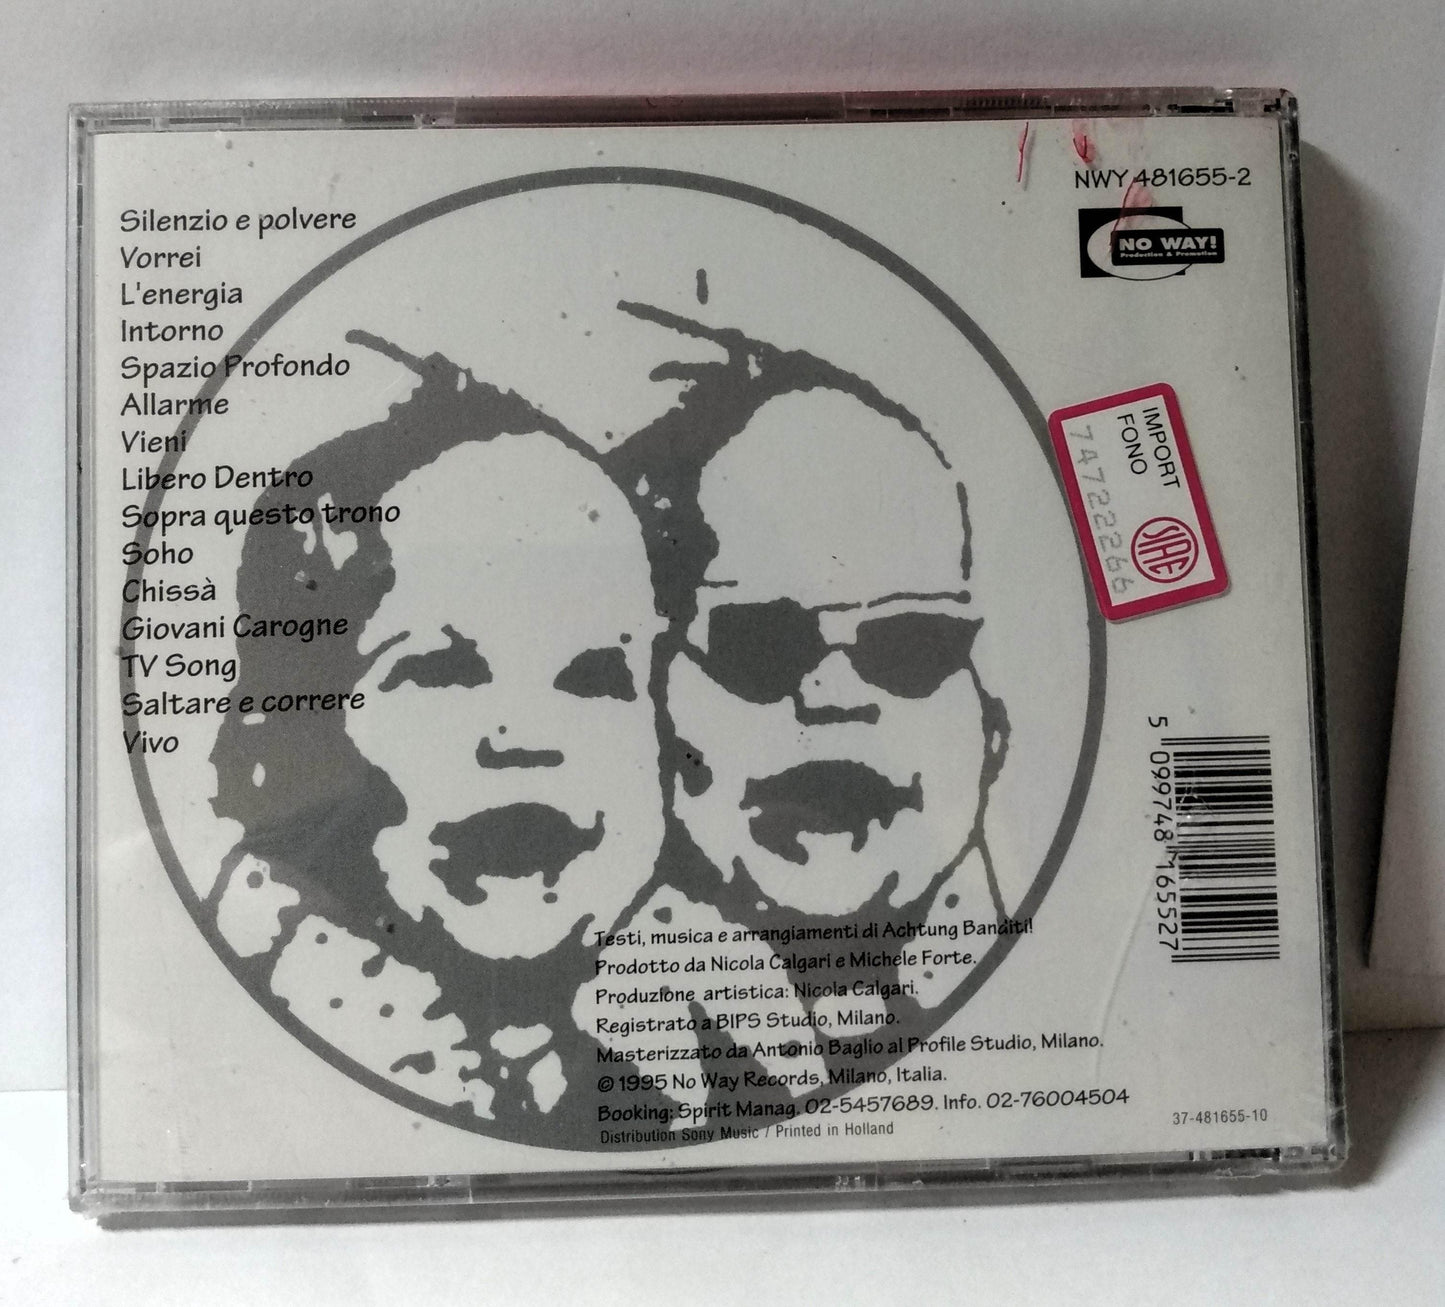 Silenzio e polvere
Vorrei
L'energia
Intorno
Spazio Profondo
Allarme
Vieni
Libero Dentro
Sopra questo trono
Soho
Chissà
Giovani Carogne
TV Song
Saltare e correre
Vivo
NWY 481655-2
NO WAY!
Production & Promotion
IMPORT
FONO
74722266
SIAE
5 099748 165527
Testi, musica e arrangiamenti di Achtung Banditi!
Prodotto da Nicola Calgari e Michele Forte.
Produzione artistica: Nicola Calgari.
Registrato a BIPS Studio, Milano.
Masterizzato da Antonio Baglio al Profile Studio, Milano.
© 1995 No Way Records, Milano, Italia.
Booking: Spirit Manag. 02-5457689. Info. 02-76004504
Distribution Sony Music / Printed in Holland
37-481655-10